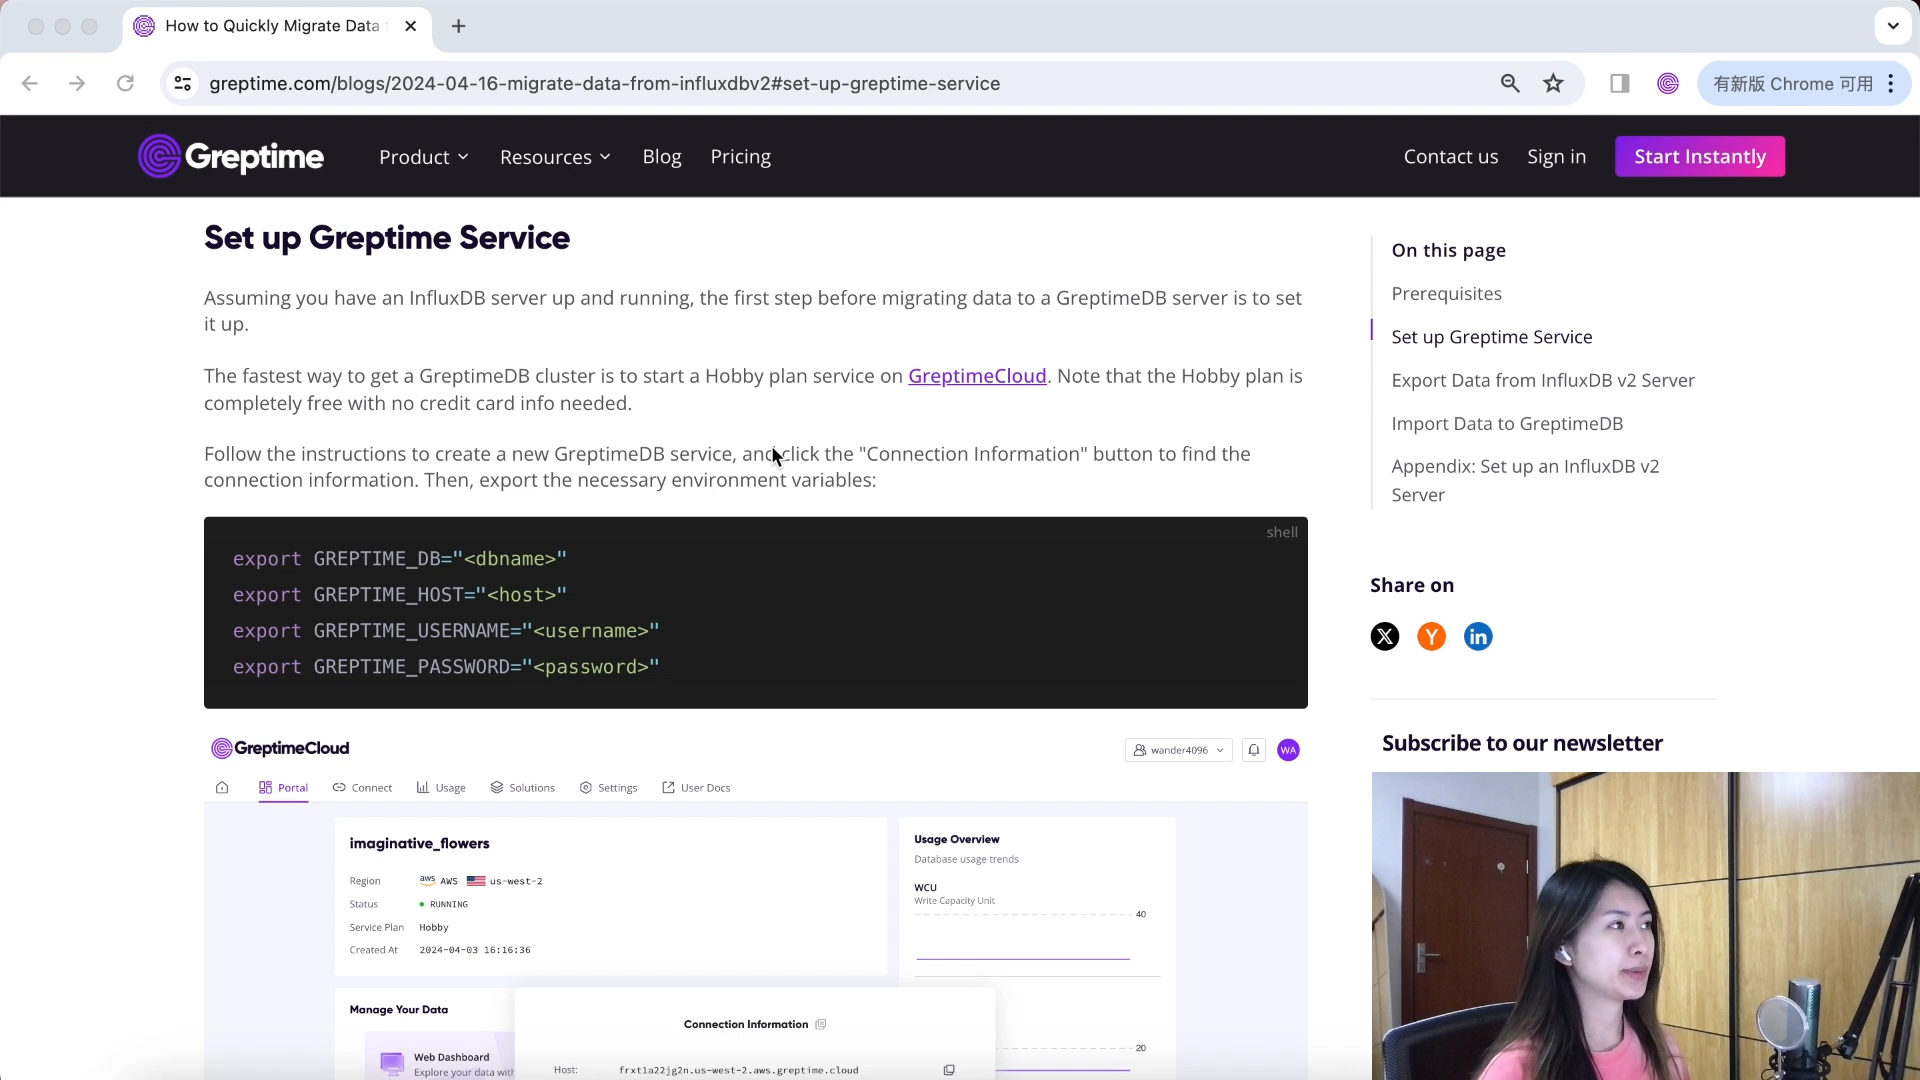 How to Quickly Migrate Data
greptime.com/blogs/2024-04-16-migrate-data-from-influxdbv2#set-up-greptime-service
有新版 Chrome 可用
Greptime
Product
Resources
Blog
Pricing
Contact us
Sign in
Start Instantly
Set up Greptime Service
Assuming you have an InfluxDB server up and running, the first step before migrating data to a GreptimeDB server is to set
it up.
The fastest way to get a GreptimeDB cluster is to start a Hobby plan service on GreptimeCloud. Note that the Hobby plan is
completely free with no credit card info needed.
Follow the instructions to create a new GreptimeDB service, and click the "Connection Information" button to find the
connection information. Then, export the necessary environment variables:
shell
export GREPTIME_DB="<dbname>"
export GREPTIME_HOST="<host>"
export GREPTIME_USERNAME="<username>"
export GREPTIME_PASSWORD="<password>"
GreptimeCloud
wander4096
WA
Portal
Connect
Usage
Solutions
Settings
User Docs
imaginative_flowers
Region aws AWS us-west-2
Status RUNNING
Service Plan Hobby
Created At 2024-04-03 16:16:36
Usage Overview
Database usage trends
WCU
Write Capacity Unit
40
20
Manage Your Data
Web Dashboard
Explore your data with
Connection Information
Host: frxt1a22jg2n.us-west-2.aws.greptime.cloud
On this page
Prerequisites
Set up Greptime Service
Export Data from InfluxDB v2 Server
Import Data to GreptimeDB
Appendix: Set up an InfluxDB v2
Server
Share on
X
Y
in
Subscribe to our newsletter